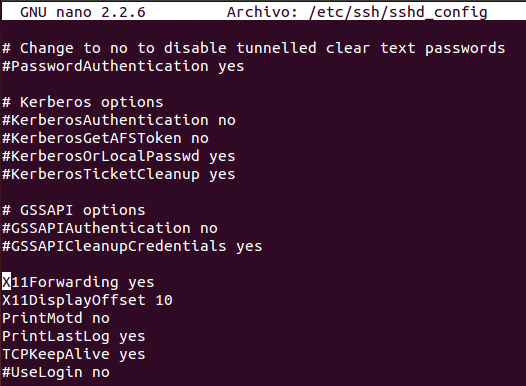 GNU nano 2.2.6 Archivo: /etc/ssh/sshd_config
# Change to no to disable tunnelled clear text passwords
#PasswordAuthentication yes
# Kerberos options
#KerberosAuthentication no
#KerberosGetAFSToken no
#KerberosOrLocalPasswd yes
#KerberosTicketCleanup yes
# GSSAPI options
#GSSAPIAuthentication no
#GSSAPICleanupCredentials yes
X11Forwarding yes
X11DisplayOffset 10
PrintMotd no
PrintLastLog yes
TCPKeepAlive yes
#UseLogin no